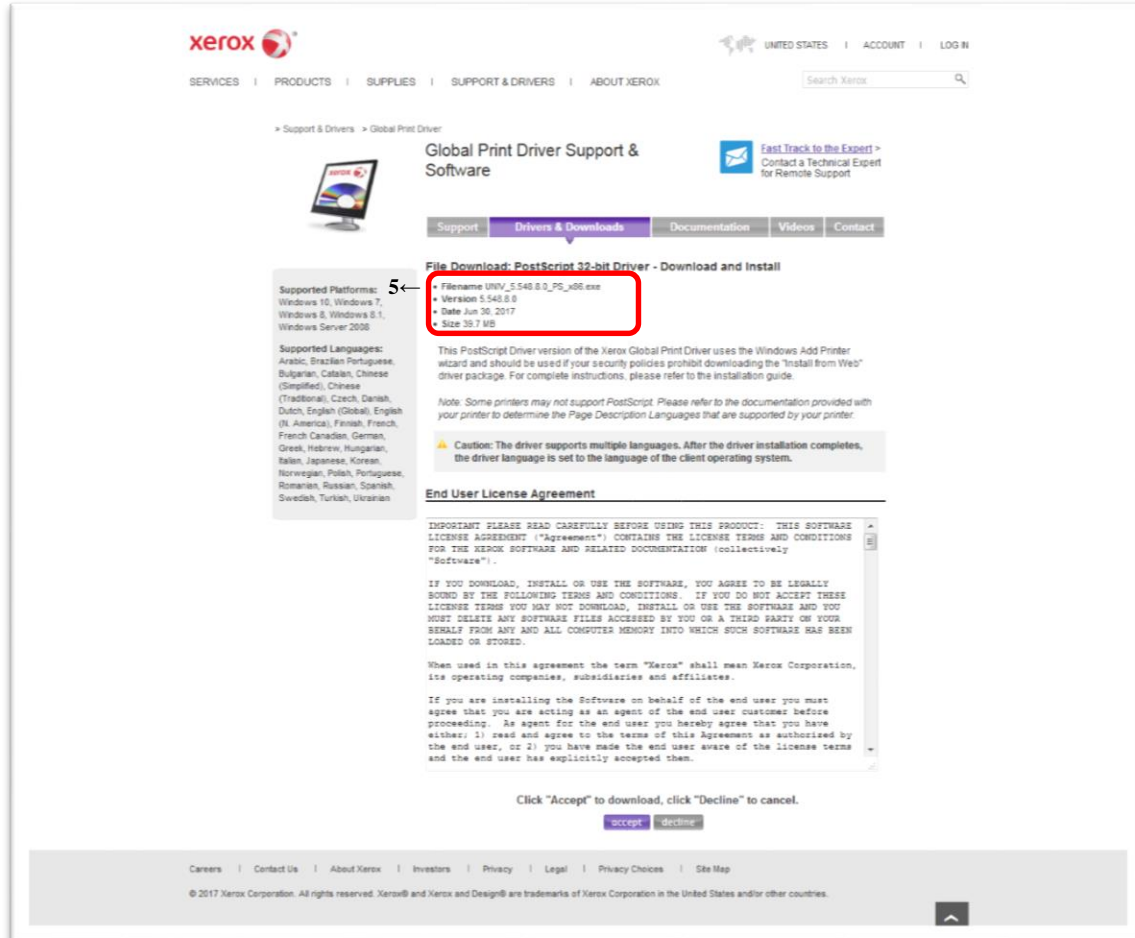 xerox
UNITED STATES | ACCOUNT | LOG IN
SERVICES | PRODUCTS | SUPPLIES | SUPPORT & DRIVERS | ABOUT XEROX
Search Xerox
> Support & Drivers > Global Print Driver
xerox
Global Print Driver Support &
Software
Fast Track to the Expert >
Contact a Technical Expert
for Remote Support
Support Drivers & Downloads Documentation Videos Contact
Supported Platforms:
Windows 10, Windows 7,
Windows 8, Windows 8.1,
Windows Server 2008
Supported Languages:
Arabic, Brazilian Portuguese,
Bulgarian, Catalan, Chinese
(Simplified), Chinese
(Traditional), Czech, Danish,
Dutch, English (Global), English
(N. America), Finnish, French,
French Canadian, German,
Greek, Hebrew, Hungarian,
Italian, Japanese, Korean,
Norwegian, Polish, Portuguese,
Romanian, Russian, Spanish,
Swedish, Turkish, Ukrainian
File Download: PostScript 32-bit Driver - Download and Install
5←
• Filename UNIV_5.548.8.0_PS_x86.exe
• Version 5.548.8.0
• Date Jun 30, 2017
• Size 39.7 MB
This PostScript Driver version of the Xerox Global Print Driver uses the Windows Add Printer
wizard and should be used if your security policies prohibit downloading the "Install from Web"
driver package. For complete instructions, please refer to the installation guide.
Note: Some printers may not support PostScript. Please refer to the documentation provided with
your printer to determine the Page Description Languages that are supported by your printer.
Caution: The driver supports multiple languages. After the driver installation completes,
the driver language is set to the language of the client operating system.
End User License Agreement
IMPORTANT PLEASE READ CAREFULLY BEFORE USING THIS PRODUCT: THIS SOFTWARE
LICENSE AGREEMENT ("Agreement") CONTAINS THE LICENSE TERMS AND CONDITIONS
FOR THE XEROX SOFTWARE AND RELATED DOCUMENTATION (collectively
"Software").
IF YOU DOWNLOAD, INSTALL OR USE THE SOFTWARE, YOU AGREE TO BE LEGALLY
BOUND BY THE FOLLOWING TERMS AND CONDITIONS. IF YOU DO NOT ACCEPT THESE
LICENSE TERMS YOU MAY NOT DOWNLOAD, INSTALL OR USE THE SOFTWARE AND YOU
MUST DELETE ANY SOFTWARE FILES ACCESSED BY YOU OR A THIRD PARTY ON YOUR
BEHALF FROM ANY AND ALL COMPUTER MEMORY INTO WHICH SUCH SOFTWARE HAS BEEN
LOADED OR STORED.
When used in this agreement the term "Xerox" shall mean Xerox Corporation,
its operating companies, subsidiaries and affiliates.
If you are installing the Software on behalf of the end user you must
agree that you are acting as an agent of the end user customer before
proceeding. As agent for the end user you hereby agree that you have
either; 1) read and agree to the terms of this Agreement as authorized by
the end user, or 2) you have made the end user aware of the license terms
and the end user has explicitly accepted them.
Click "Accept" to download, click "Decline" to cancel.
accept decline
Careers | Contact Us | About Xerox | Investors | Privacy | Legal | Privacy Choices | Site Map
© 2017 Xerox Corporation. All rights reserved. Xerox® and Xerox and Design® are trademarks of Xerox Corporation in the United States and/or other countries.